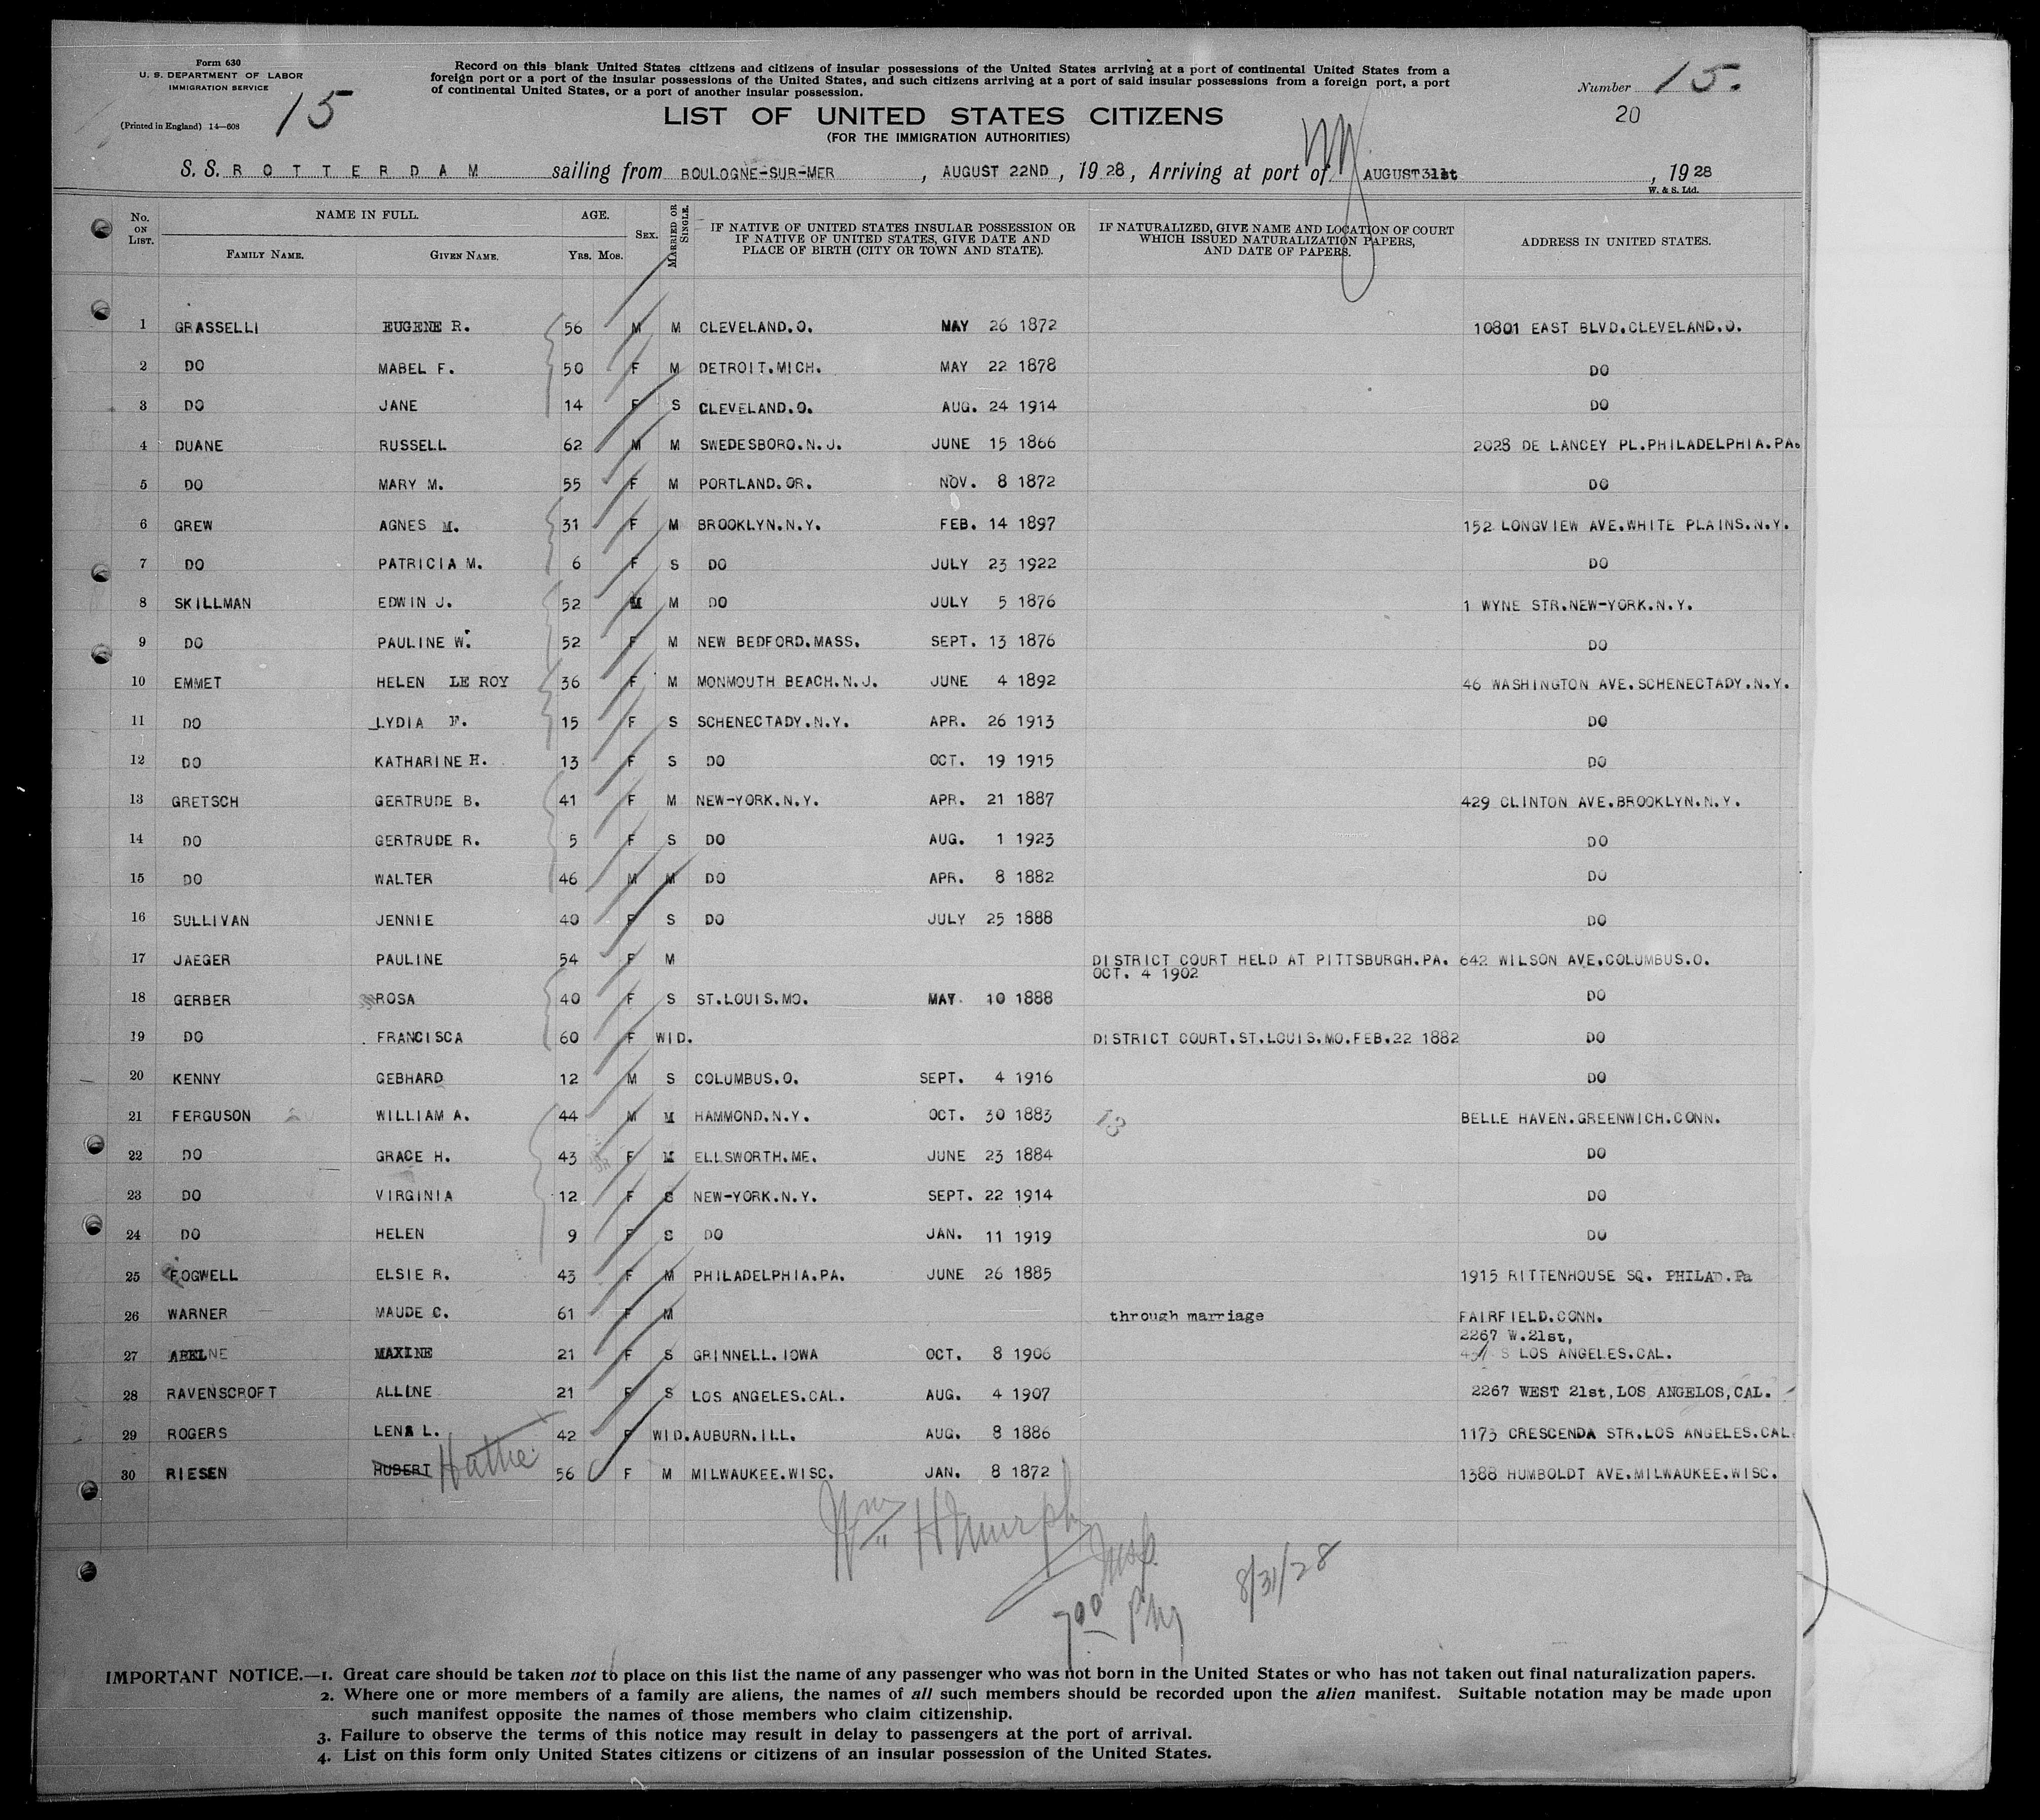 Form 630
U. S. DEPARTMENT OF LABOR
IMMIGRATION SERVICE
(Printed in England) 14—608
15
Record on this blank United States citizens and citizens of insular possessions of the United States arriving at a port of continental United States from a
foreign port or a port of the insular possessions of the United States, and such citizens arriving at a port of said insular possessions from a foreign port, a port
of continental United States, or a port of another insular possession.
Number 15.
20
LIST OF UNITED STATES CITIZENS
(FOR THE IMMIGRATION AUTHORITIES)
S. S. ROTTERDAM sailing from BOULOGNE-SUR-MER, AUGUST 22ND, 1928, Arriving at port of NY AUGUST 31st, 1928
W. & S. Ltd.
No. ON LIST. NAME IN FULL. FAMILY NAME. GIVEN NAME. AGE. Yrs. Mos. SEX. MARRIED OR SINGLE. IF NATIVE OF UNITED STATES INSULAR POSSESSION OR IF NATIVE OF UNITED STATES, GIVE DATE AND PLACE OF BIRTH (CITY OR TOWN AND STATE). IF NATURALIZED, GIVE NAME AND LOCATION OF COURT WHICH ISSUED NATURALIZATION PAPERS, AND DATE OF PAPERS. ADDRESS IN UNITED STATES.
1 GRASSELLI EUGENE R. 56 M M CLEVELAND.O. MAY 26 1872 10801 EAST BLVD.CLEVELAND.O.
2 DO MABEL F. 50 F M DETROIT.MICH. MAY 22 1878 DO
3 DO JANE 14 F S CLEVELAND.O. AUG. 24 1914 DO
4 DUANE RUSSELL 62 M M SWEDESBORO.N.J. JUNE 15 1866 2028 DE LANCEY PL.PHILADELPHIA.PA.
5 DO MARY M. 55 F M PORTLAND.OR. NOV. 8 1872 DO
6 GREW AGNES M. 31 F M BROOKLYN.N.Y. FEB. 14 1897 152 LONGVIEW AVE.WHITE PLAINS.N.Y.
7 DO PATRICIA M. 6 F S DO JULY 23 1922 DO
8 SKILLMAN EDWIN J. 52 M M DO JULY 5 1876 1 WYNE STR.NEW-YORK.N.Y.
9 DO PAULINE W. 52 F M NEW BEDFORD.MASS. SEPT. 13 1876 DO
10 EMMET HELEN LE ROY 36 F M MONMOUTH BEACH.N.J. JUNE 4 1892 46 WASHINGTON AVE.SCHENECTADY.N.Y.
11 DO LYDIA F. 15 F S SCHENECTADY.N.Y. APR. 26 1913 DO
12 DO KATHARINE H. 13 F S DO OCT. 19 1915 DO
13 GRETSCH GERTRUDE B. 41 F M NEW-YORK.N.Y. APR. 21 1887 429 CLINTON AVE.BROOKLYN.N.Y.
14 DO GERTRUDE R. 5 F S DO AUG. 1 1923 DO
15 DO WALTER 46 M M DO APR. 8 1882 DO
16 SULLIVAN JENNIE 40 F S DO JULY 25 1888 DO
17 JAEGER PAULINE 54 F M DISTRICT COURT HELD AT PITTSBURGH.PA. 642 WILSON AVE.COLUMBUS.O.
OCT. 4 1902
18 GERBER ROSA 40 F S ST.LOUIS.MO. MAY 10 1888 DO
19 DO FRANCISCA 60 F WID. DISTRICT COURT.ST.LOUIS.MO.FEB.22 1882 DO
20 KENNY GEBHARD 12 M S COLUMBUS.O. SEPT. 4 1916 DO
21 FERGUSON WILLIAM A. 44 M M HAMMOND.N.Y. OCT. 30 1883 13 BELLE HAVEN.GREENWICH.CONN.
22 DO GRACE H. 43 F M ELLSWORTH.ME. JUNE 23 1884 DO
23 DO VIRGINIA 12 F S NEW-YORK.N.Y. SEPT. 22 1914 DO
24 DO HELEN 9 F S DO JAN. 11 1919 DO
25 FOGWELL ELSIE R. 43 F M PHILADELPHIA.PA. JUNE 26 1885 1915 RITTENHOUSE SQ. PHILAD.Pa
26 WARNER MAUDE C. 61 F M through marriage FAIRFIELD.CONN.
2267 W.21st,
27 MAXINE 21 F S GRINNELL.IOWA OCT. 8 1906 LOS ANGELES.CAL.
28 RAVENSCROFT ALLINE 21 F S LOS ANGELES.CAL. AUG. 4 1907 2267 WEST 21st,LOS ANGELOS,CAL.
29 ROGERS LENA L. 42 F WID. AUBURN.ILL. AUG. 8 1886 1173 CRESCENDA STR.LOS ANGELES.CAL.
30 RIESEN HUBERT Hattie 56 F M MILWAUKEE.WISC. JAN. 8 1872 1388 HUMBOLDT AVE.MILWAUKEE.WISC.
Wm H Murphy
Insp.
700 8/31/28
IMPORTANT NOTICE.—1. Great care should be taken not to place on this list the name of any passenger who was not born in the United States or who has not taken out final naturalization papers.
2. Where one or more members of a family are aliens, the names of all such members should be recorded upon the alien manifest. Suitable notation may be made upon
such manifest opposite the names of those members who claim citizenship.
3. Failure to observe the terms of this notice may result in delay to passengers at the port of arrival.
4. List on this form only United States citizens or citizens of an insular possession of the United States.